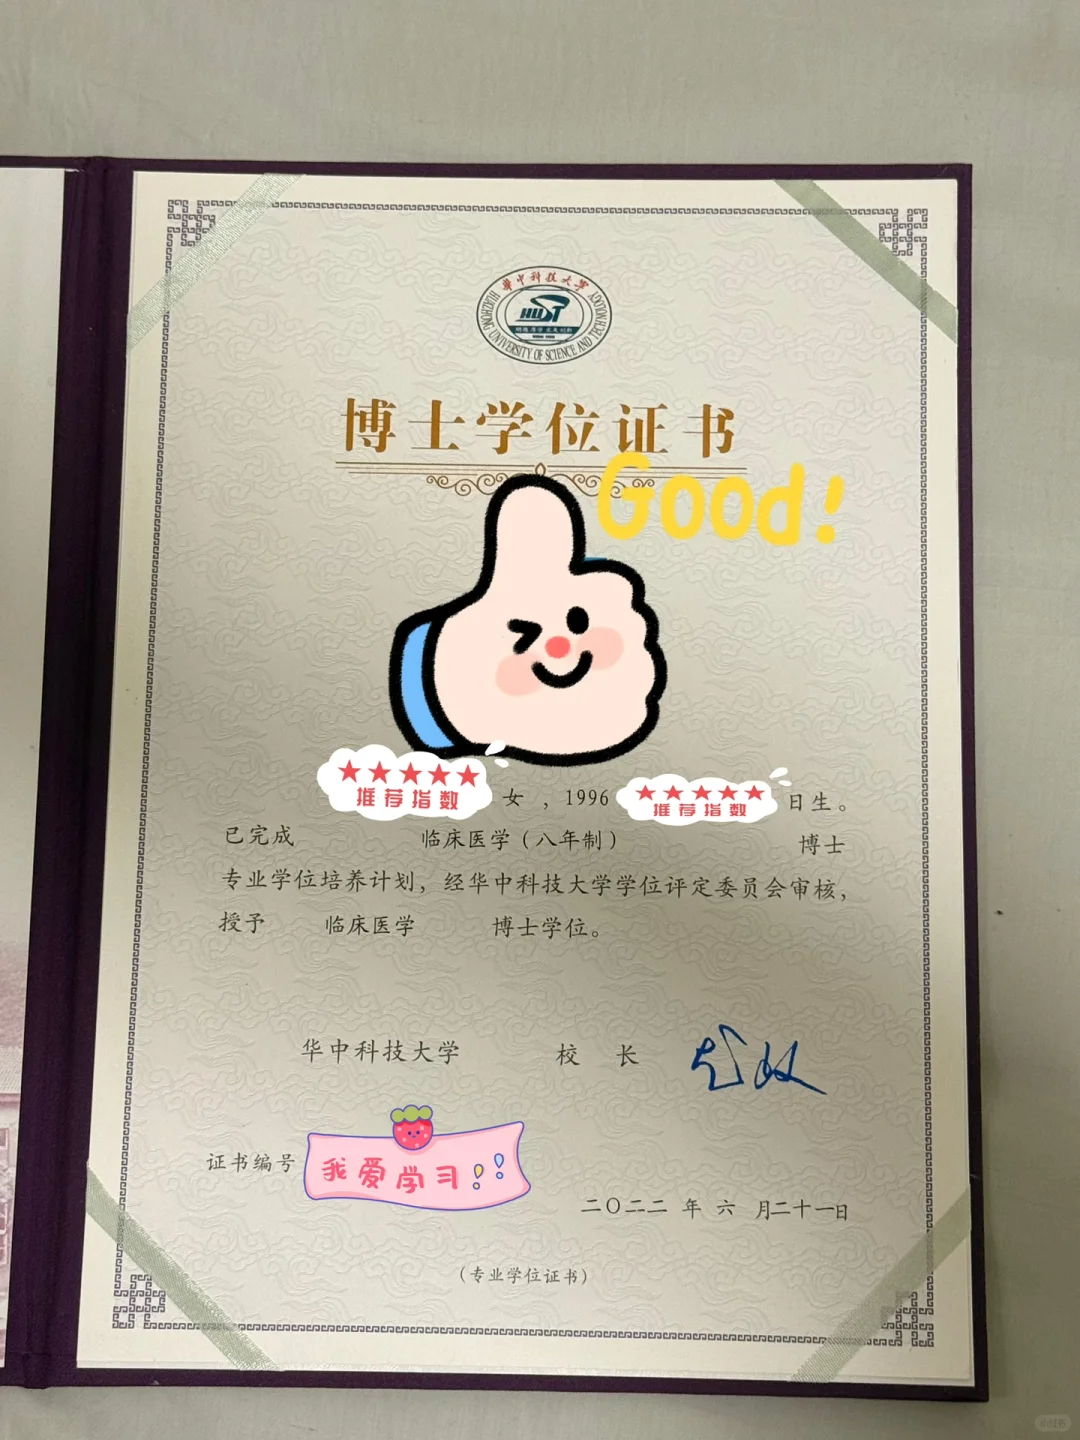 华中科技大学
HUST
HUAZHONG UNIVERSITY OF SCIENCE AND TECHNOLOGY
博士学位证书
Good!
★★★★★ 女,1996 ★★★★★ 日生。
推荐指数 推荐指数
已完成 临床医学(八年制) 博士
专业学位培养计划,经华中科技大学学位评定委员会审核,
授予 临床医学 博士学位。
华中科技大学 校 长
证书编号 我爱学习!!
二〇二二 年 六 月二十一日
(专业学位证书)
小红书